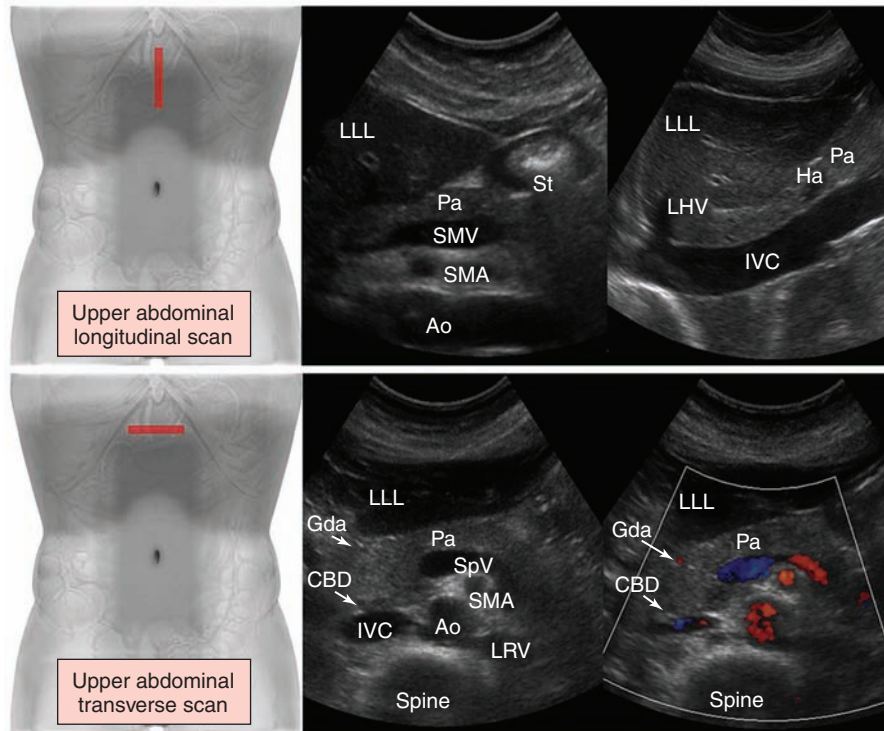 Upper abdominal
longitudinal scan
LLL
St
Pa
SMV
SMA
Ao
LLL
Pa
Ha
LHV
IVC
Upper abdominal
transverse scan
LLL
Gda
Pa
SpV
CBD
SMA
IVC
Ao
LRV
Spine
LLL
Gda
Pa
CBD
Spine